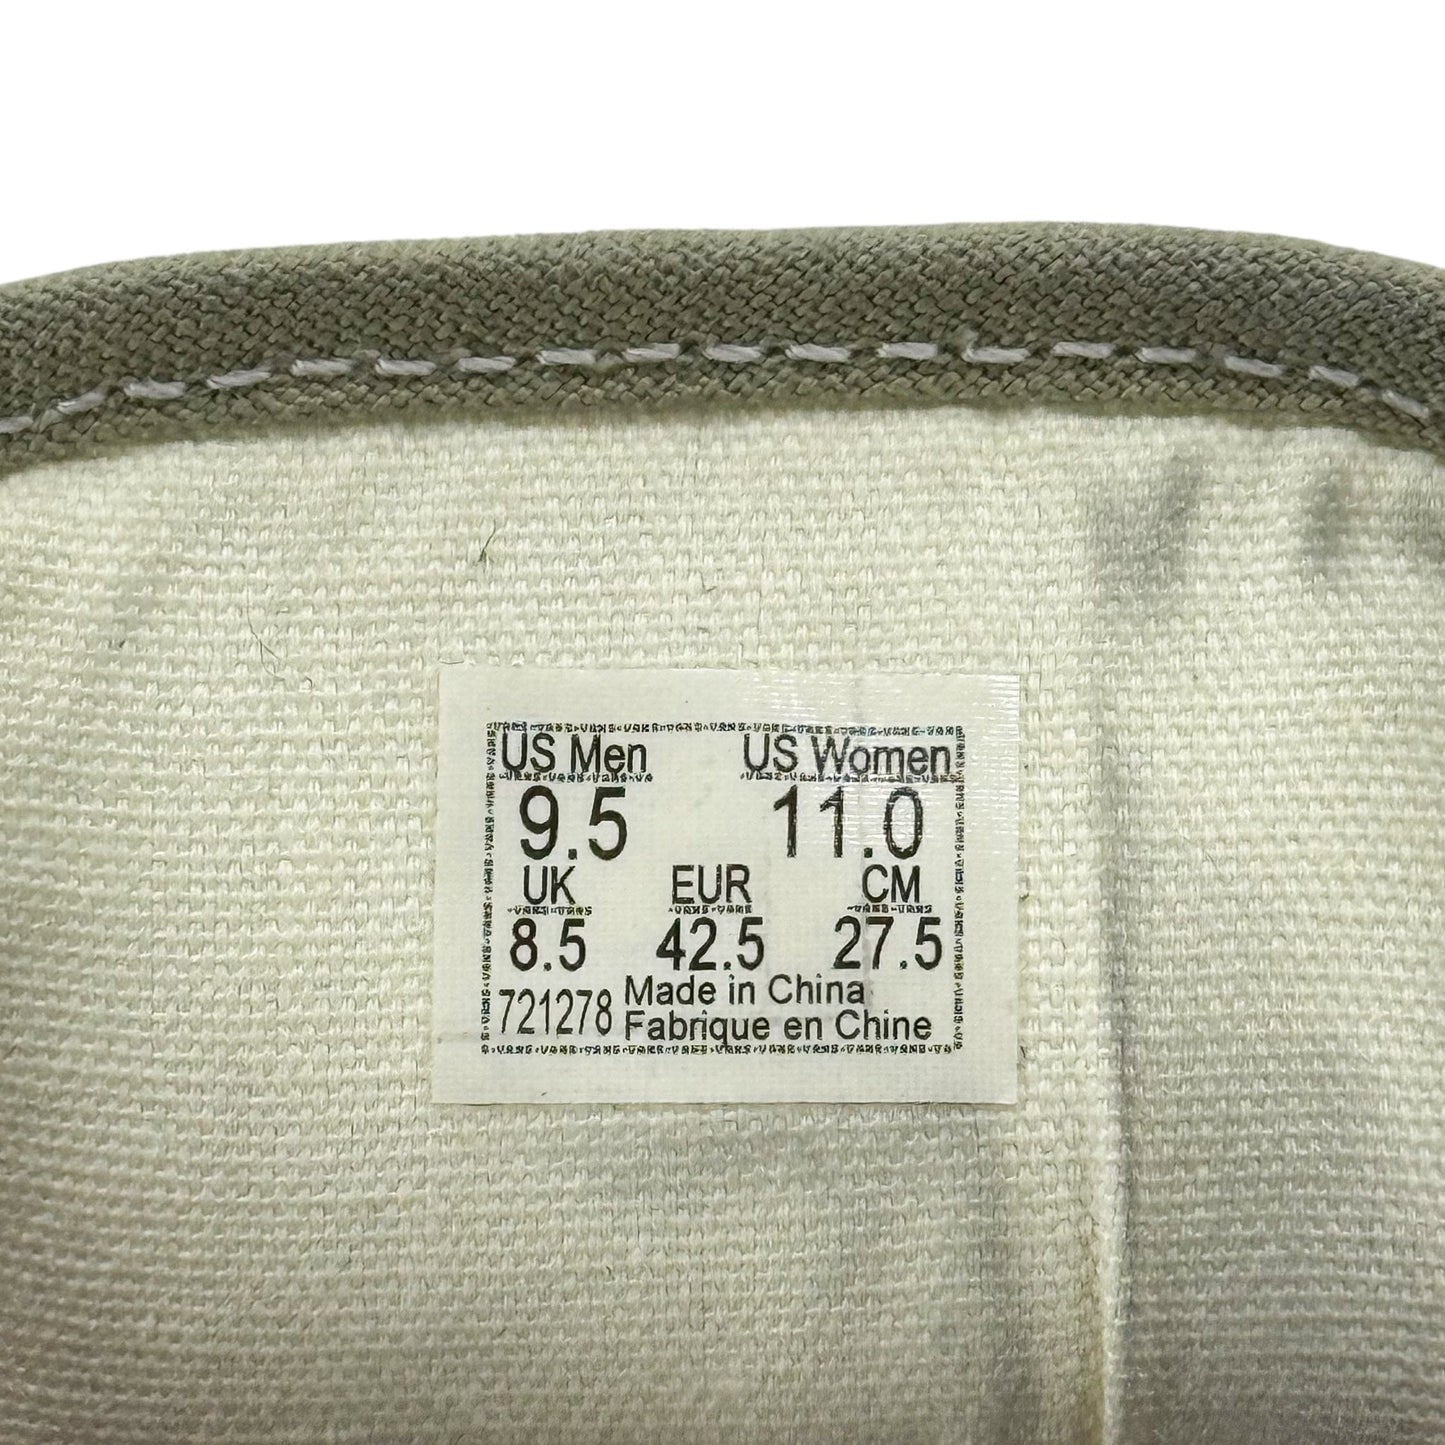 US Men US Women
9.5 11.0
UK EUR CM
8.5 42.5 27.5
721278 Made in China
Fabrique en Chine